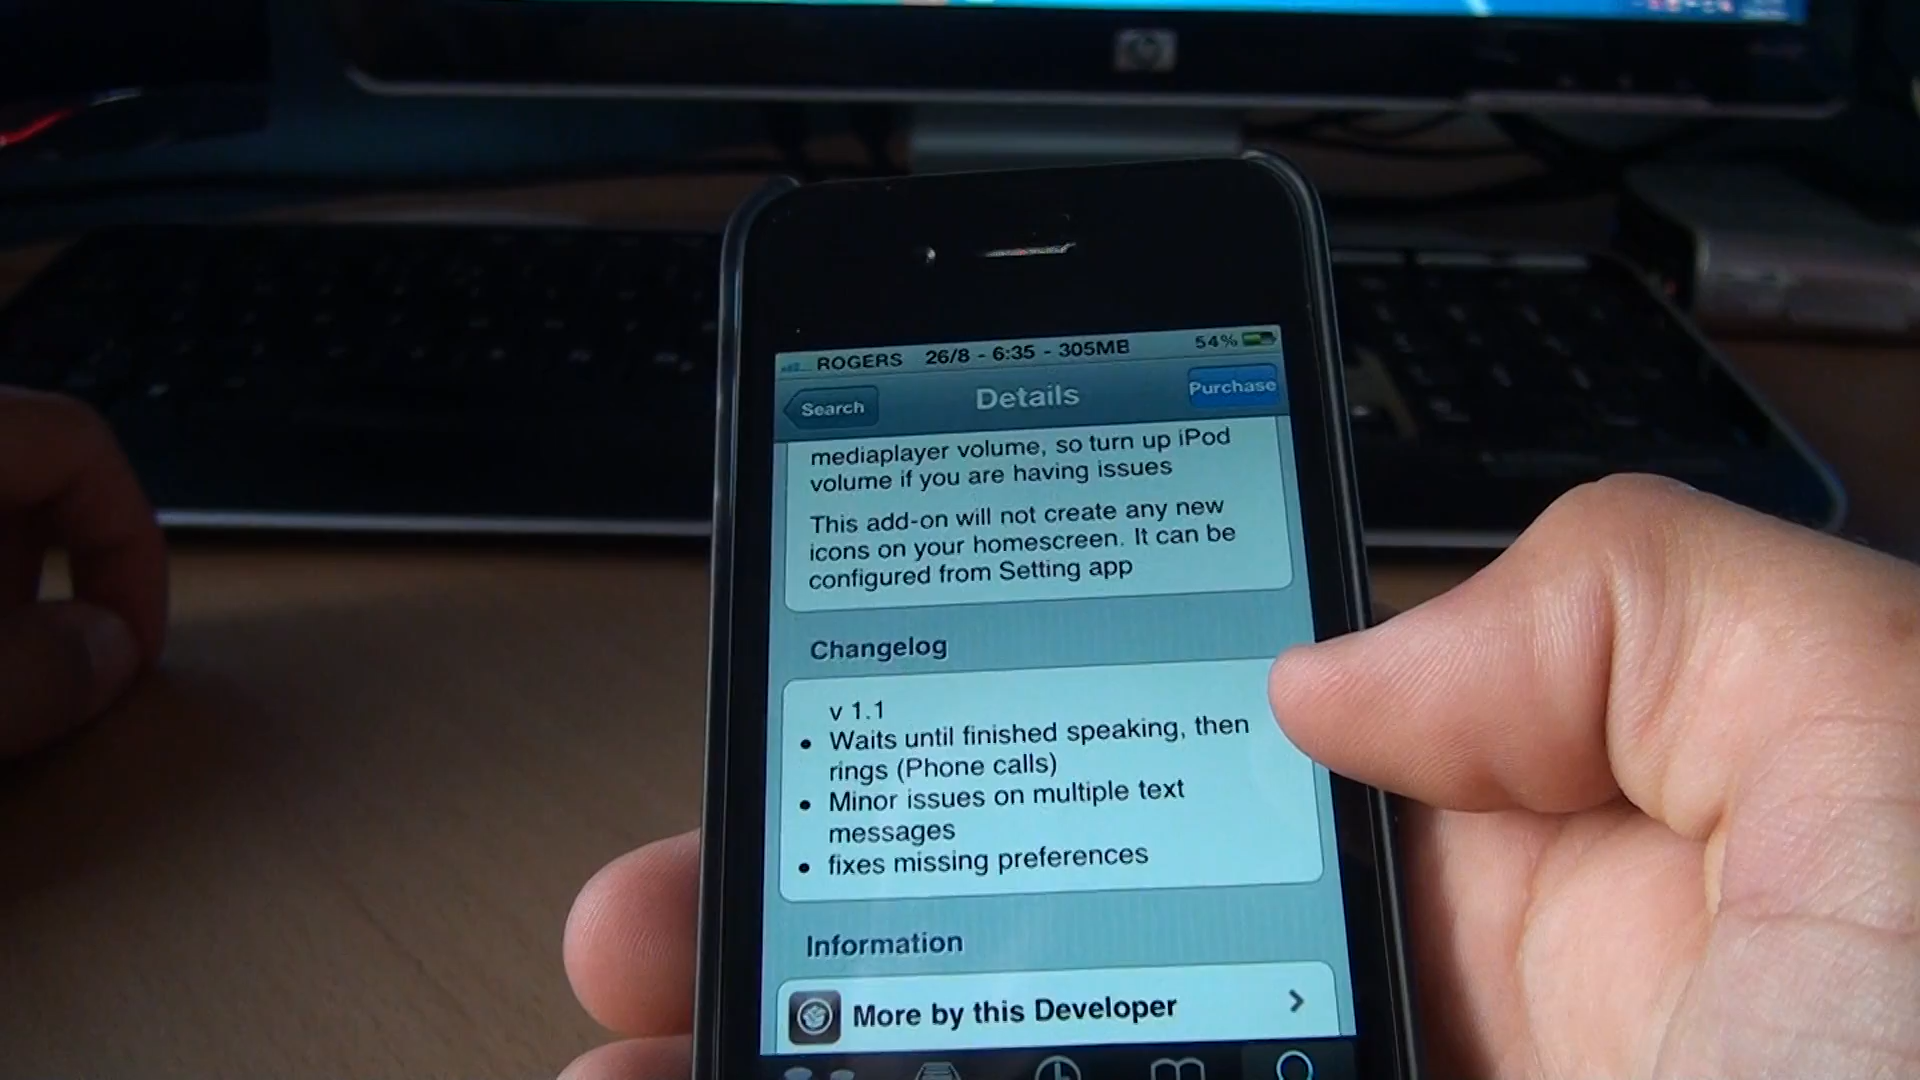 hp
ROGERS 26/8 - 6:35 - 305MB 54%
Search Details Purchase
mediaplayer volume, so turn up iPod
volume if you are having issues
This add-on will not create any new
icons on your homescreen. It can be
configured from Setting app
Changelog
v 1.1
• Waits until finished speaking, then
rings (Phone calls)
• Minor issues on multiple text
messages
• fixes missing preferences
Information
More by this Developer